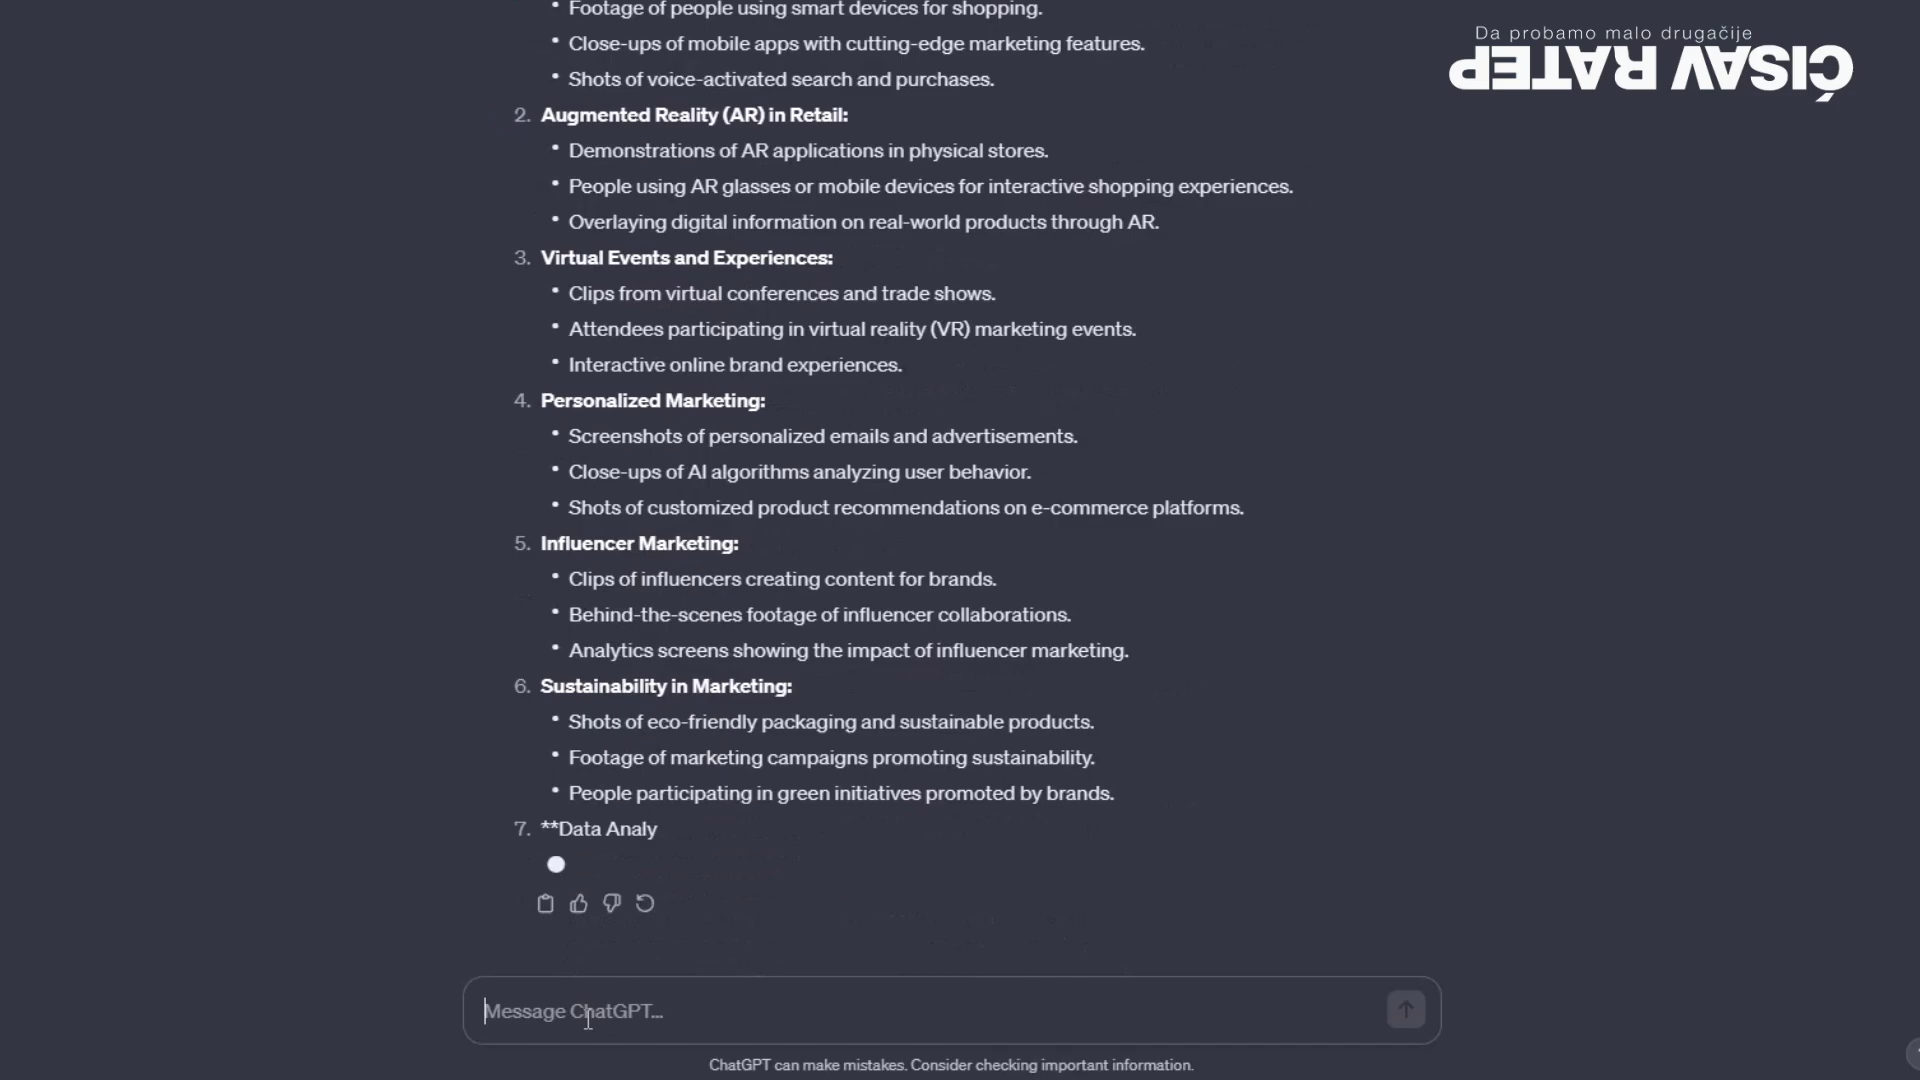 • Footage of people using smart devices for shopping.
Da probamo malo drugačije
• Close-ups of mobile apps with cutting-edge marketing features.
PETAR VASIĆ
• Shots of voice-activated search and purchases.
2. Augmented Reality (AR) in Retail:
• Demonstrations of AR applications in physical stores.
• People using AR glasses or mobile devices for interactive shopping experiences.
• Overlaying digital information on real-world products through AR.
3. Virtual Events and Experiences:
• Clips from virtual conferences and trade shows.
• Attendees participating in virtual reality (VR) marketing events.
• Interactive online brand experiences.
4. Personalized Marketing:
• Screenshots of personalized emails and advertisements.
• Close-ups of AI algorithms analyzing user behavior.
• Shots of customized product recommendations on e-commerce platforms.
5. Influencer Marketing:
• Clips of influencers creating content for brands.
• Behind-the-scenes footage of influencer collaborations.
• Analytics screens showing the impact of influencer marketing.
6. Sustainability in Marketing:
• Shots of eco-friendly packaging and sustainable products.
• Footage of marketing campaigns promoting sustainability.
• People participating in green initiatives promoted by brands.
7. **Data Analy
Message ChatGPT...
ChatGPT can make mistakes. Consider checking important information.